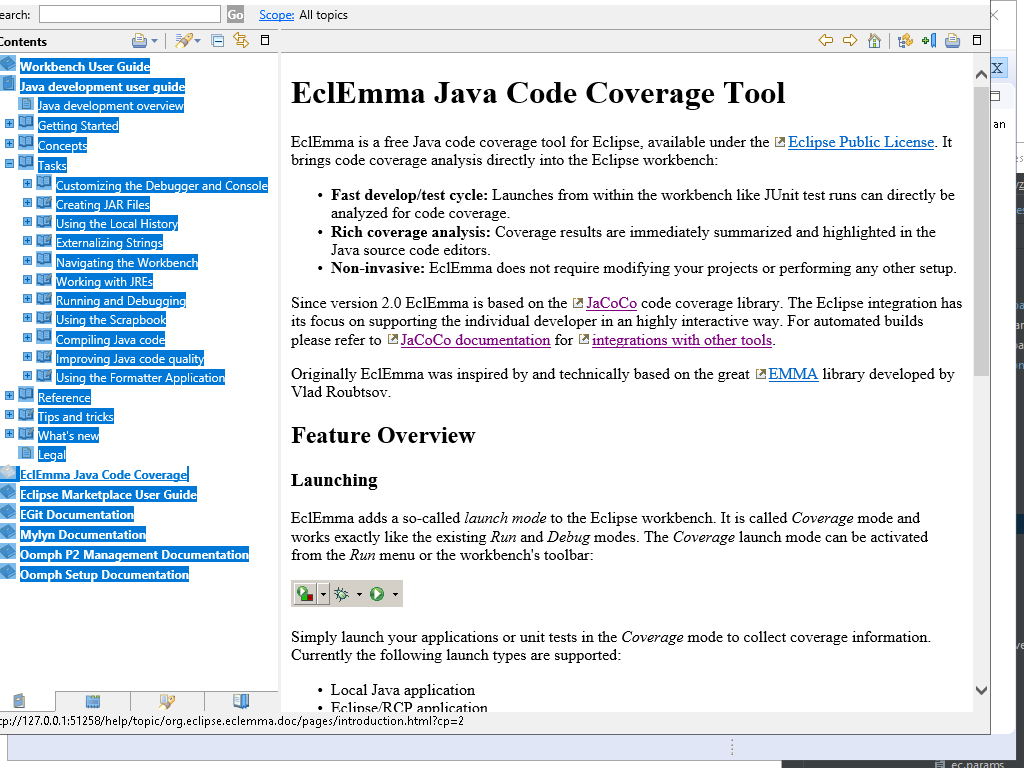 earch:
Go
Scope: All topics
Contents
Workbench User Guide
Java development user guide
Java development overview
Getting Started
Concepts
Tasks
Customizing the Debugger and Console
Creating JAR Files
Using the Local History
Externalizing Strings
Navigating the Workbench
Working with JREs
Running and Debugging
Using the Scrapbook
Compiling Java code
Improving Java code quality
Using the Formatter Application
Reference
Tips and tricks
What's new
Legal
EclEmma Java Code Coverage
Eclipse Marketplace User Guide
EGit Documentation
Mylyn Documentation
Oomph P2 Management Documentation
Oomph Setup Documentation
EclEmma Java Code Coverage Tool
EclEmma is a free Java code coverage tool for Eclipse, available under the Eclipse Public License. It
brings code coverage analysis directly into the Eclipse workbench:
• Fast develop/test cycle: Launches from within the workbench like JUnit test runs can directly be
analyzed for code coverage.
• Rich coverage analysis: Coverage results are immediately summarized and highlighted in the
Java source code editors.
• Non-invasive: EclEmma does not require modifying your projects or performing any other setup.
Since version 2.0 EclEmma is based on the JaCoCo code coverage library. The Eclipse integration has
its focus on supporting the individual developer in an highly interactive way. For automated builds
please refer to JaCoCo documentation for integrations with other tools.
Originally EclEmma was inspired by and technically based on the great EMMA library developed by
Vlad Roubtsov.
Feature Overview
Launching
EclEmma adds a so-called launch mode to the Eclipse workbench. It is called Coverage mode and
works exactly like the existing Run and Debug modes. The Coverage launch mode can be activated
from the Run menu or the workbench's toolbar:
Simply launch your applications or unit tests in the Coverage mode to collect coverage information.
Currently the following launch types are supported:
• Local Java application
• Eclipse/RCP application
cp://127.0.0.1:51258/help/topic/org.eclipse.eclemma.doc/pages/introduction.html?cp=2
X
an
ec.params